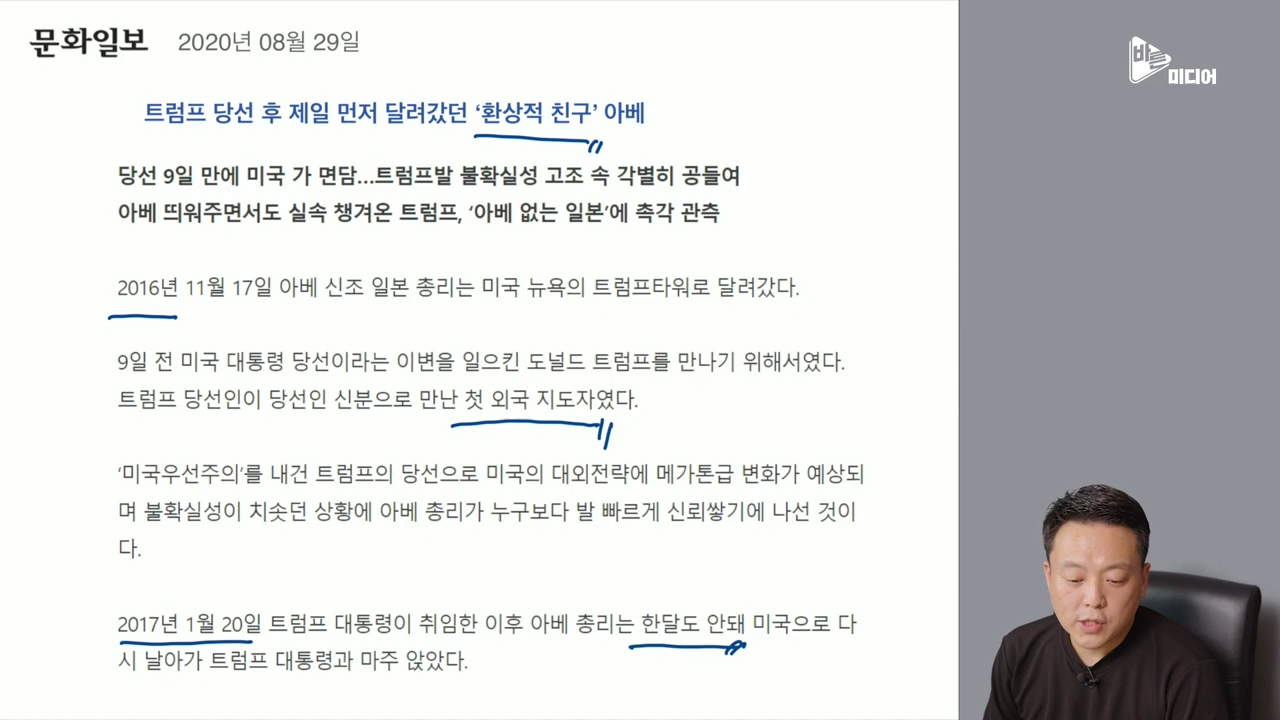 문화일보 2020년 08월 29일
바른
미디어
트럼프 당선 후 제일 먼저 달려갔던 ‘환상적 친구’ 아베
당선 9일 만에 미국 가 면담...트럼프발 불확실성 고조 속 각별히 공들여
아베 띄워주면서도 실속 챙겨온 트럼프, ‘아베 없는 일본’에 촉각 관측
2016년 11월 17일 아베 신조 일본 총리는 미국 뉴욕의 트럼프타워로 달려갔다.
9일 전 미국 대통령 당선이라는 이변을 일으킨 도널드 트럼프를 만나기 위해서였다.
트럼프 당선인이 당선인 신분으로 만난 첫 외국 지도자였다.
‘미국우선주의’를 내건 트럼프의 당선으로 미국의 대외전략에 메가톤급 변화가 예상되
며 불확실성이 치솟던 상황에 아베 총리가 누구보다 발 빠르게 신뢰쌓기에 나선 것이
다.
2017년 1월 20일 트럼프 대통령이 취임한 이후 아베 총리는 한달도 안돼 미국으로 다
시 날아가 트럼프 대통령과 마주 앉았다.